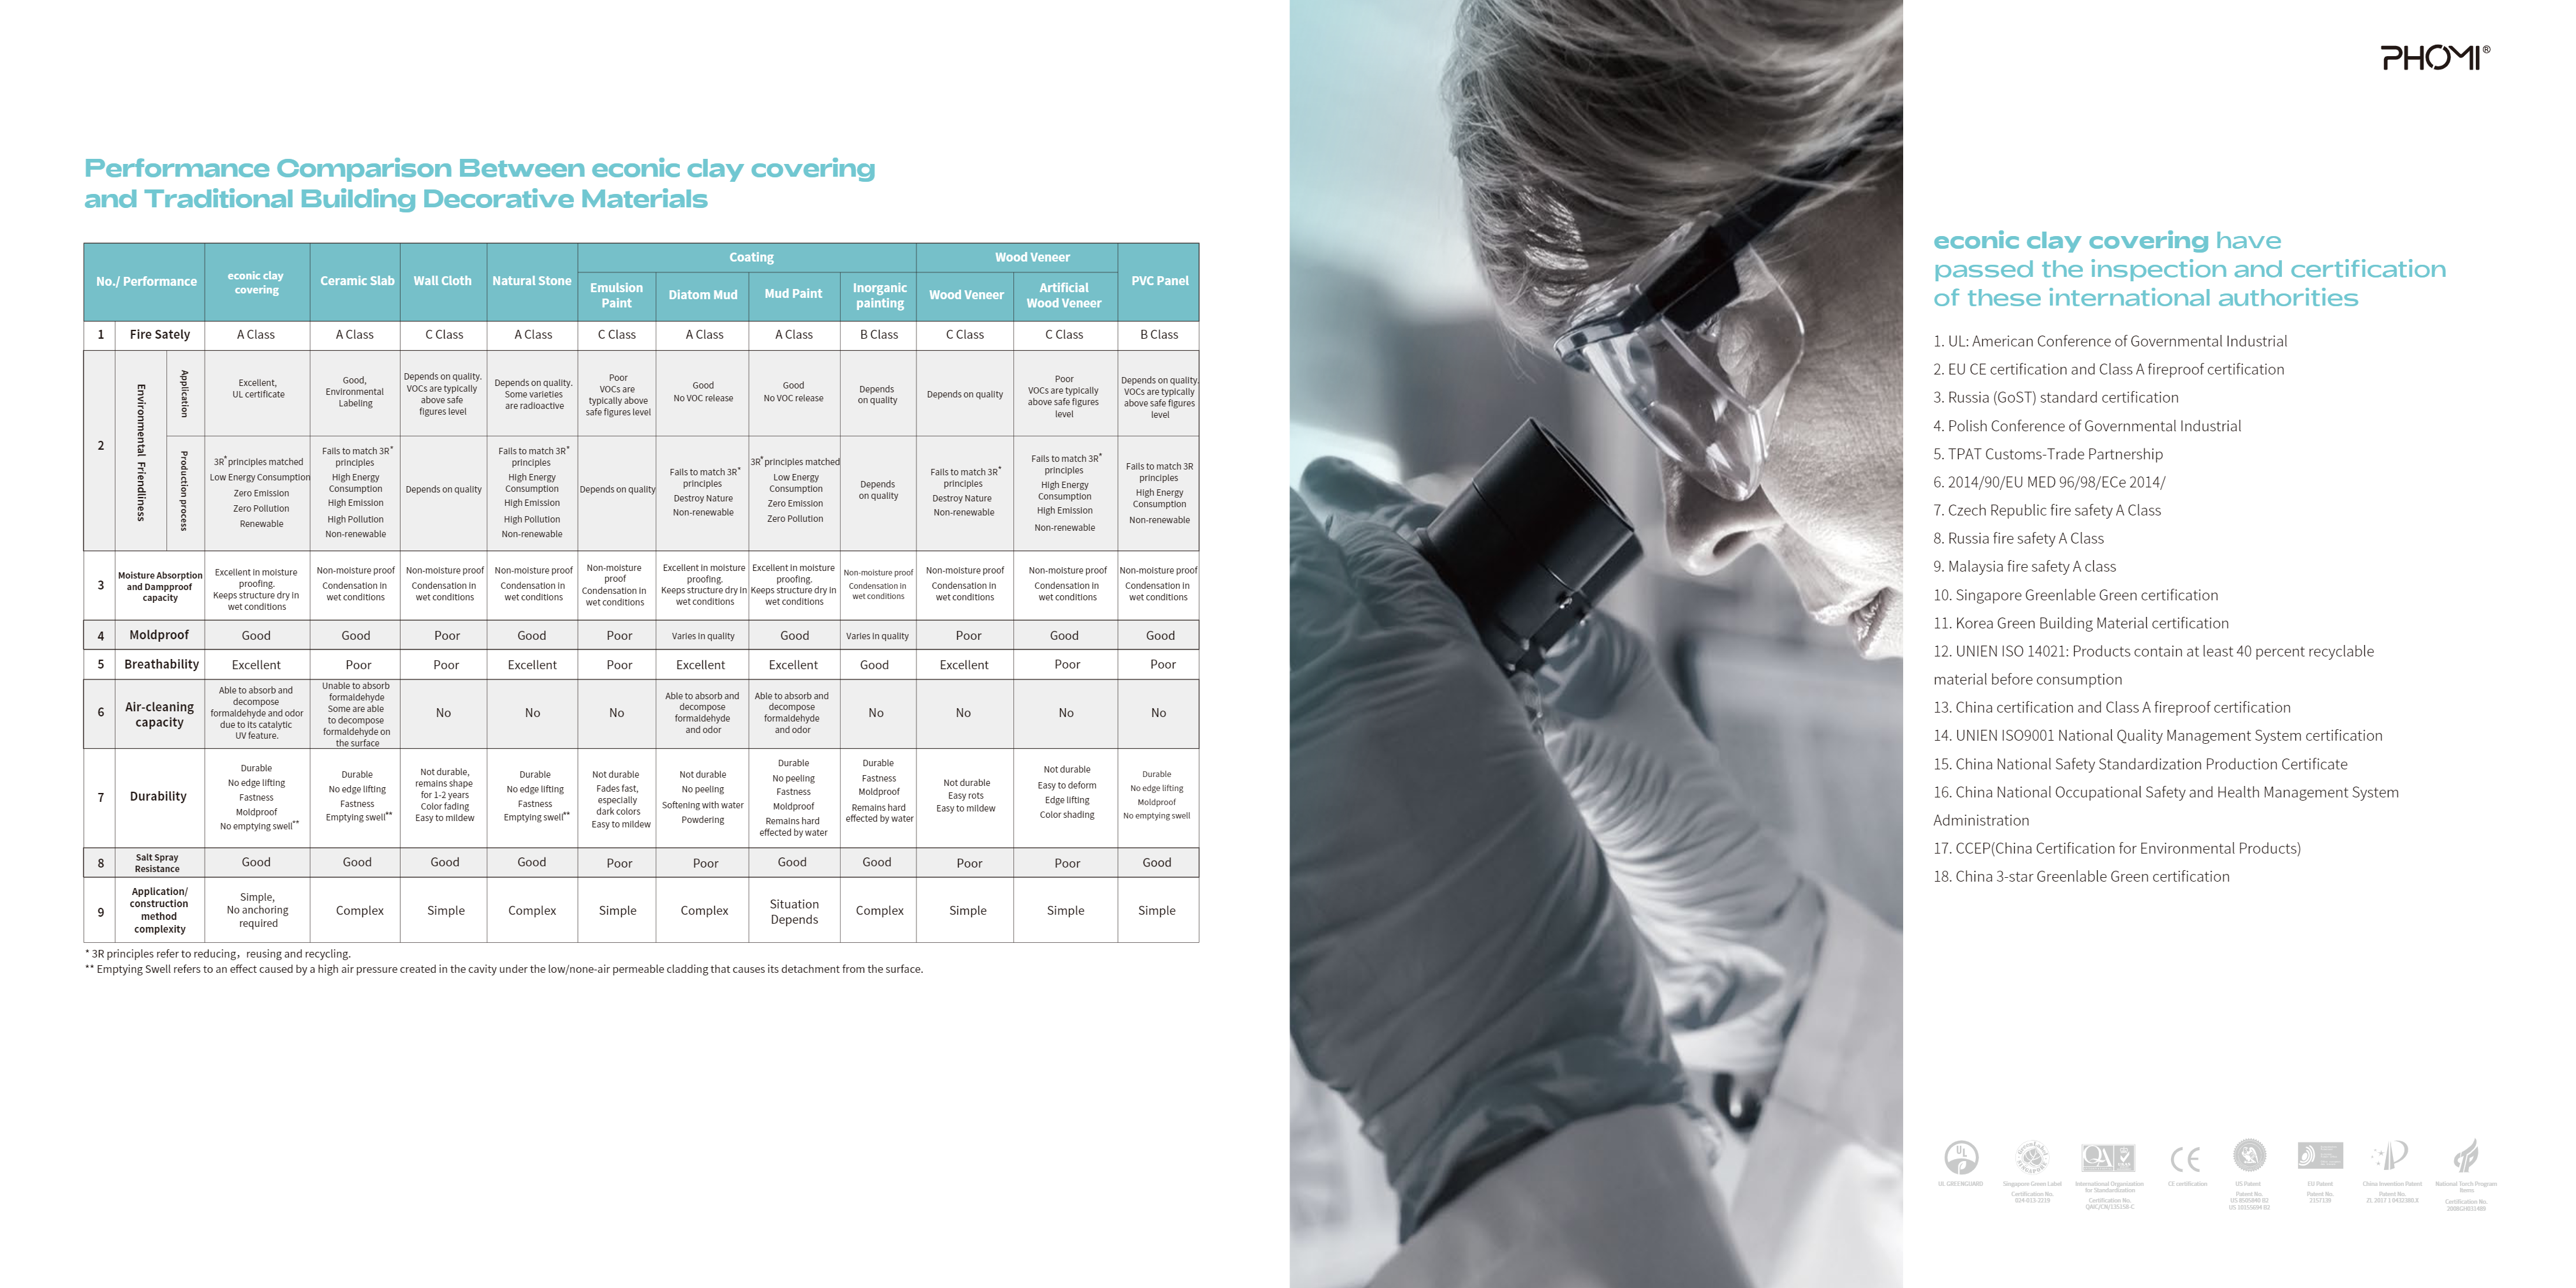 PHOMI®
Performance Comparison Between econic clay covering
and Traditional Building Decorative Materials
No./ Performance
econic clay
covering
Ceramic Slab
Wall Cloth
Natural Stone
Coating
Emulsion
Paint
Diatom Mud
Mud Paint
Inorganic
painting
Wood Veneer
Wood Veneer
Artificial
Wood Veneer
PVC Panel
1 Fire Sately A Class A Class C Class A Class C Class A Class A Class B Class C Class C Class B Class
2
Environmental Friendliness
Application
Excellent,
UL certificate
Good,
Environmental
Labeling
Depends on quality.
VOCs are typically
above safe
figures level
Depends on quality.
Some varieties
are radioactive
Poor
VOCs are
typically above
safe figures level
Good
No VOC release
Good
No VOC release
Depends
on quality
Depends on quality
Poor
VOCs are typically
above safe figures
level
Depends on quality.
VOCs are typically
above safe figures
level
Production process
3R*principles matched
Low Energy Consumption
Zero Emission
Zero Pollution
Renewable
Fails to match 3R*
principles
High Energy
Consumption
High Emission
High Pollution
Non-renewable
Depends on quality
Fails to match 3R*
principles
High Energy
Consumption
High Emission
High Pollution
Non-renewable
Depends on quality
Fails to match 3R*
principles
Destroy Nature
Non-renewable
3R*principles matched
Low Energy
Consumption
Zero Emission
Zero Pollution
Depends
on quality
Fails to match 3R*
principles
Destroy Nature
Non-renewable
Fails to match 3R*
principles
High Energy
Consumption
High Emission
Non-renewable
Fails to match 3R
principles
High Energy
Consumption
Non-renewable
3
Moisture Absorption
and Dampproof
capacity
Excellent in moisture
proofing.
Keeps structure dry in
wet conditions
Non-moisture proof
Condensation in
wet conditions
Non-moisture proof
Condensation in
wet conditions
Non-moisture proof
Condensation in
wet conditions
Non-moisture
proof
Condensation in
wet conditions
Excellent in moisture
proofing.
Keeps structure dry in
wet conditions
Excellent in moisture
proofing.
Keeps structure dry in
wet conditions
Non-moisture proof
Condensation in
wet conditions
Non-moisture proof
Condensation in
wet conditions
Non-moisture proof
Condensation in
wet conditions
Non-moisture proof
Condensation in
wet conditions
4 Moldproof Good Good Poor Good Poor Varies in quality Good Varies in quality Poor Good Good
5 Breathability Excellent Poor Poor Excellent Poor Excellent Excellent Good Excellent Poor Poor
6
Air-cleaning
capacity
Able to absorb and
decompose
formaldehyde and odor
due to its catalytic
UV feature.
Unable to absorb
formaldehyde
Some are able
to decompose
formaldehyde on
the surface
No
No
No
Able to absorb and
decompose
formaldehyde
and odor
Able to absorb and
decompose
formaldehyde
and odor
No
No
No
No
7
Durability
Durable
No edge lifting
Fastness
Moldproof
No emptying swell**
Durable
No edge lifting
Fastness
Emptying swell**
Not durable,
remains shape
for 1-2 years
Color fading
Easy to mildew
Durable
No edge lifting
Fastness
Emptying swell**
Not durable
Fades fast,
especially
dark colors
Easy to mildew
Not durable
No peeling
Softening with water
Powdering
Durable
No peeling
Fastness
Moldproof
Remains hard
effected by water
Durable
Fastness
Moldproof
Remains hard
effected by water
Not durable
Easy rots
Easy to mildew
Not durable
Easy to deform
Edge lifting
Color shading
Durable
No edge lifting
Moldproof
No emptying swell
8
Salt Spray
Resistance
Good Good Good Good Poor Poor Good Good Poor Poor Good
9
Application/
construction
method
complexity
Simple,
No anchoring
required
Complex
Simple
Complex
Simple
Complex
Situation
Depends
Complex
Simple
Simple
Simple
* 3R principles refer to reducing，reusing and recycling.
** Emptying Swell refers to an effect caused by a high air pressure created in the cavity under the low/none-air permeable cladding that causes its detachment from the surface.
econic clay covering have
passed the inspection and certification
of these international authorities
1. UL: American Conference of Governmental Industrial
2. EU CE certification and Class A fireproof certification
3. Russia (GoST) standard certification
4. Polish Conference of Governmental Industrial
5. TPAT Customs-Trade Partnership
6. 2014/90/EU MED 96/98/ECe 2014/
7. Czech Republic fire safety A Class
8. Russia fire safety A Class
9. Malaysia fire safety A class
10. Singapore Greenlable Green certification
11. Korea Green Building Material certification
12. UNIEN ISO 14021: Products contain at least 40 percent recyclable
material before consumption
13. China certification and Class A fireproof certification
14. UNIEN ISO9001 National Quality Management System certification
15. China National Safety Standardization Production Certificate
16. China National Occupational Safety and Health Management System
Administration
17. CCEP(China Certification for Environmental Products)
18. China 3-star Greenlable Green certification
UL
QA
CE
UL GREENGUARD
Singapore Green Label
Certification No.
International Organization
for Standardization
Certification No.
CE certification
US Patent
Patent No.
EU Patent
Patent No.
China Invention Patent
Patent No.
National Torch Program
Items
Certification No.